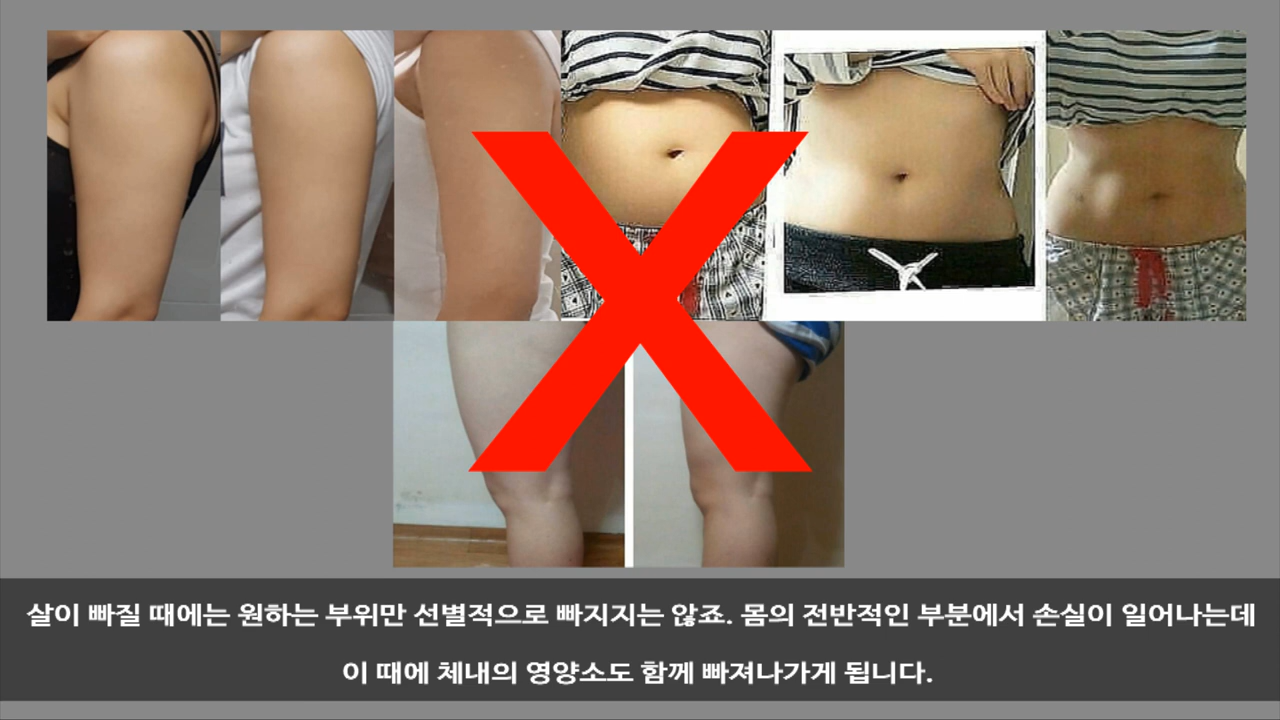 살이 빠질 때에는 원하는 부위만 선별적으로 빠지지는 않죠. 몸의 전반적인 부분에서 손실이 일어나는데
이 때에 체내의 영양소도 함께 빠져나가게 됩니다.